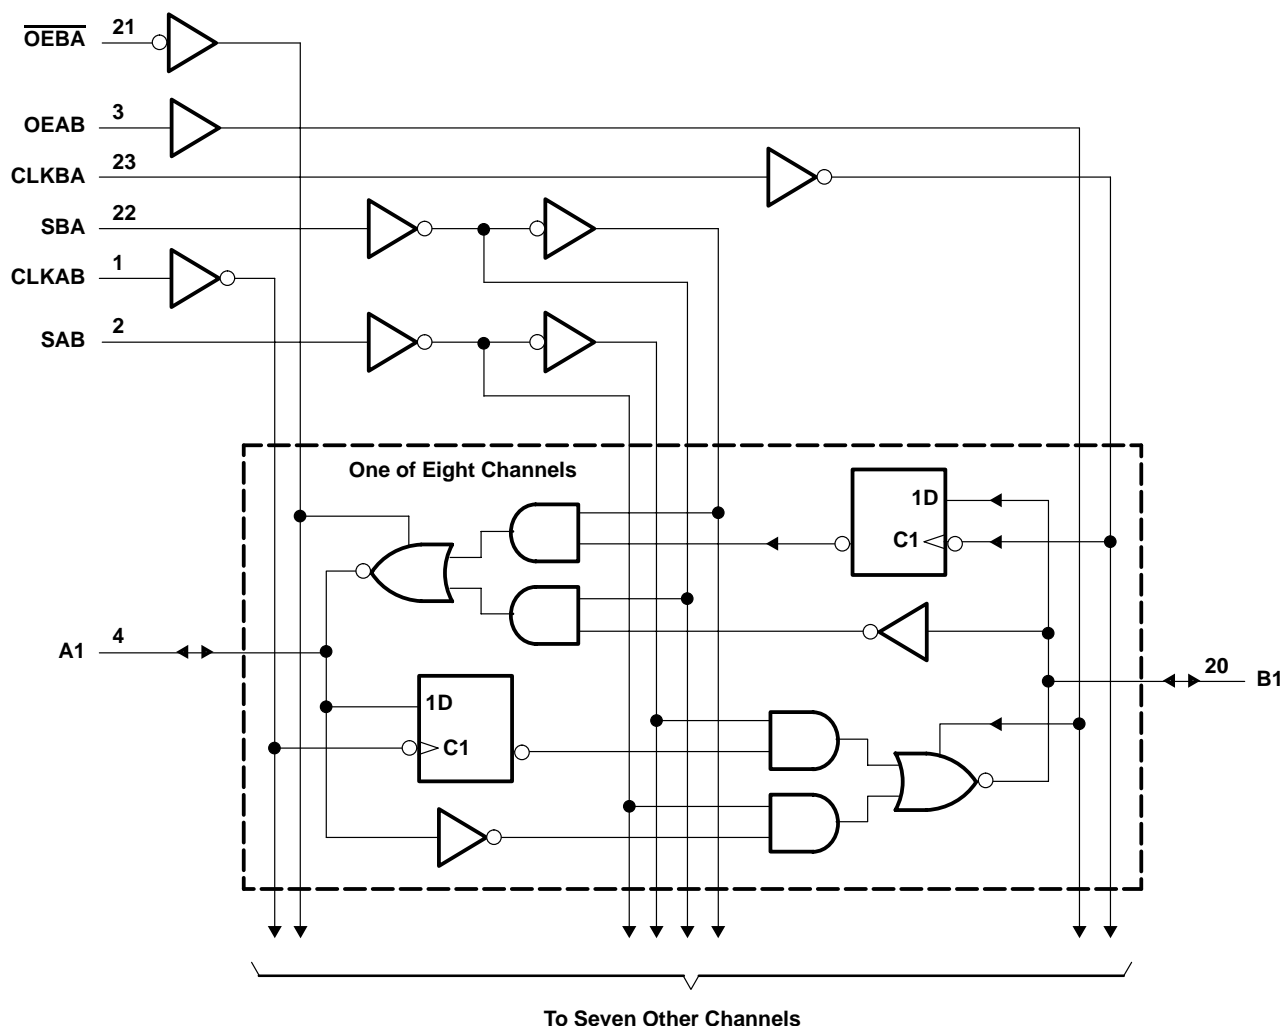 OEBA 21
OEAB 3
CLKBA 23
SBA 22
CLKAB 1
SAB 2
One of Eight Channels
1D
C1
A1 4
1D
C1
20 B1
To Seven Other Channels